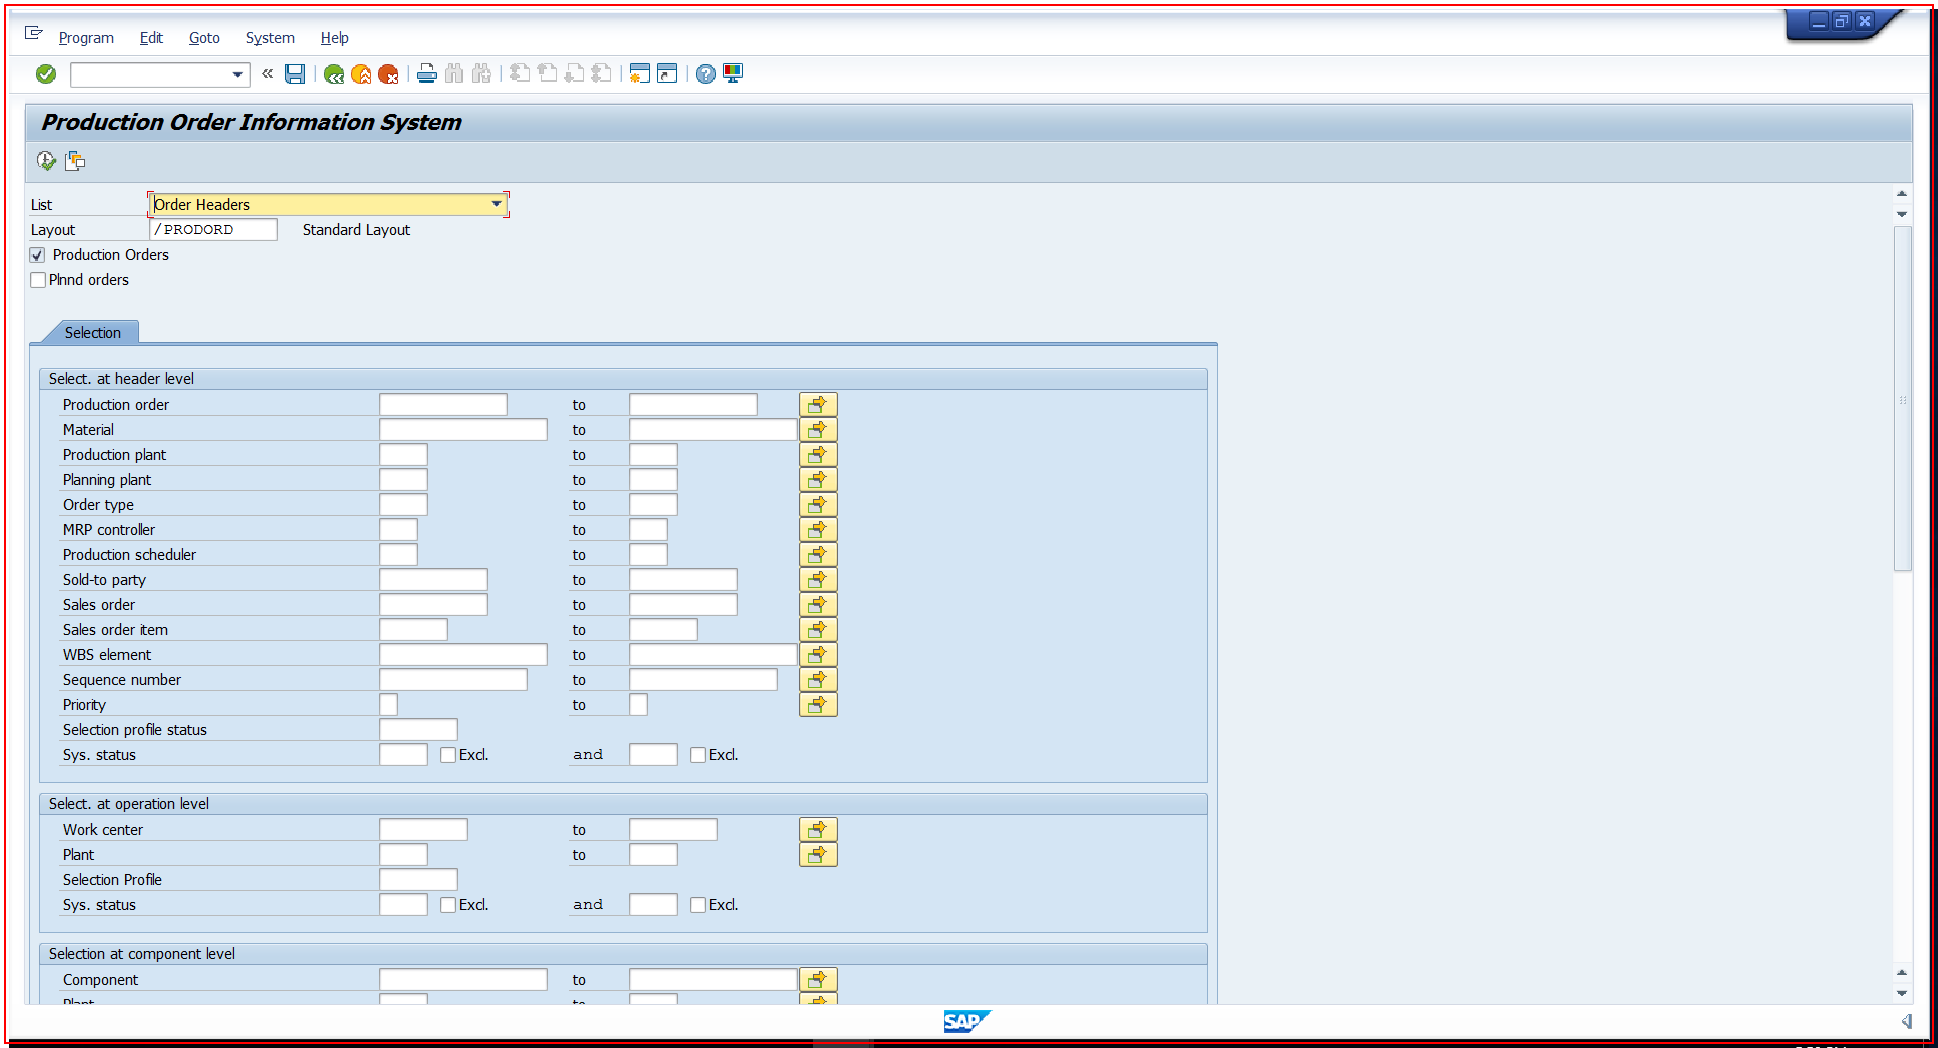 Program Edit Goto System Help
Production Order Information System
List Order Headers
Layout /PRODORD Standard Layout
Production Orders
Plnnd orders
Selection
Select. at header level
Production order to
Material to
Production plant to
Planning plant to
Order type to
MRP controller to
Production scheduler to
Sold-to party to
Sales order to
Sales order item to
WBS element to
Sequence number to
Priority to
Selection profile status
Sys. status Excl. and Excl.
Select. at operation level
Work center to
Plant to
Selection Profile
Sys. status Excl. and Excl.
Selection at component level
Component to
Plant to
SAP